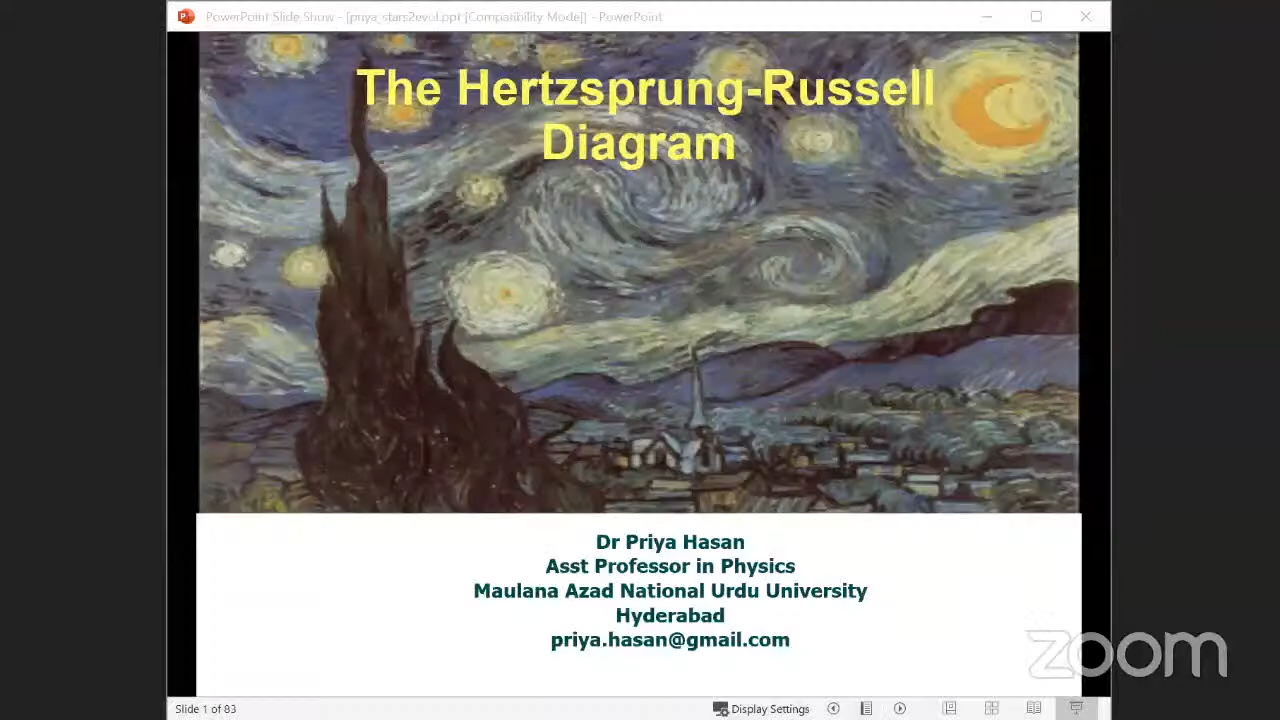 PowerPoint Slide Show - [priya_stars2evol.ppt [Compatibility Mode]] - PowerPoint
The Hertzsprung-Russell
Diagram
Dr Priya Hasan
Asst Professor in Physics
Maulana Azad National Urdu University
Hyderabad
priya.hasan@gmail.com
zoom
Slide 1 of 83
Display Settings